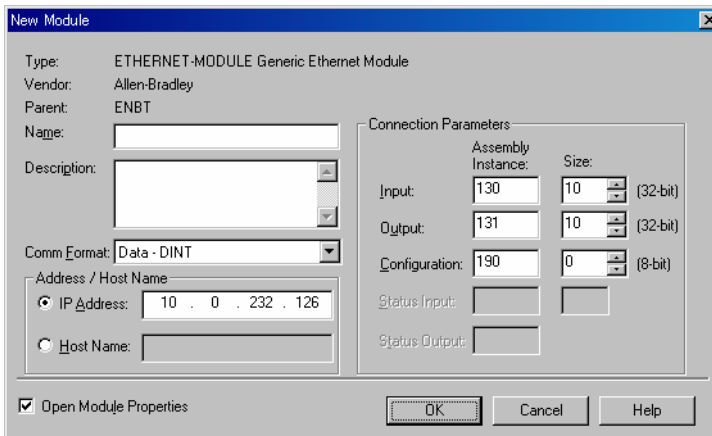 New Module
Type: ETHERNET-MODULE Generic Ethernet Module
Vendor: Allen-Bradley
Parent: ENBT
Name:
Description:
Comm Format: Data - DINT
Address / Host Name
IP Address: 10 . 0 . 232 . 126
Host Name:
Connection Parameters
Assembly
Instance: Size:
Input: 130 10 (32-bit)
Output: 131 10 (32-bit)
Configuration: 190 0 (8-bit)
Status Input:
Status Output:
Open Module Properties
OK Cancel Help